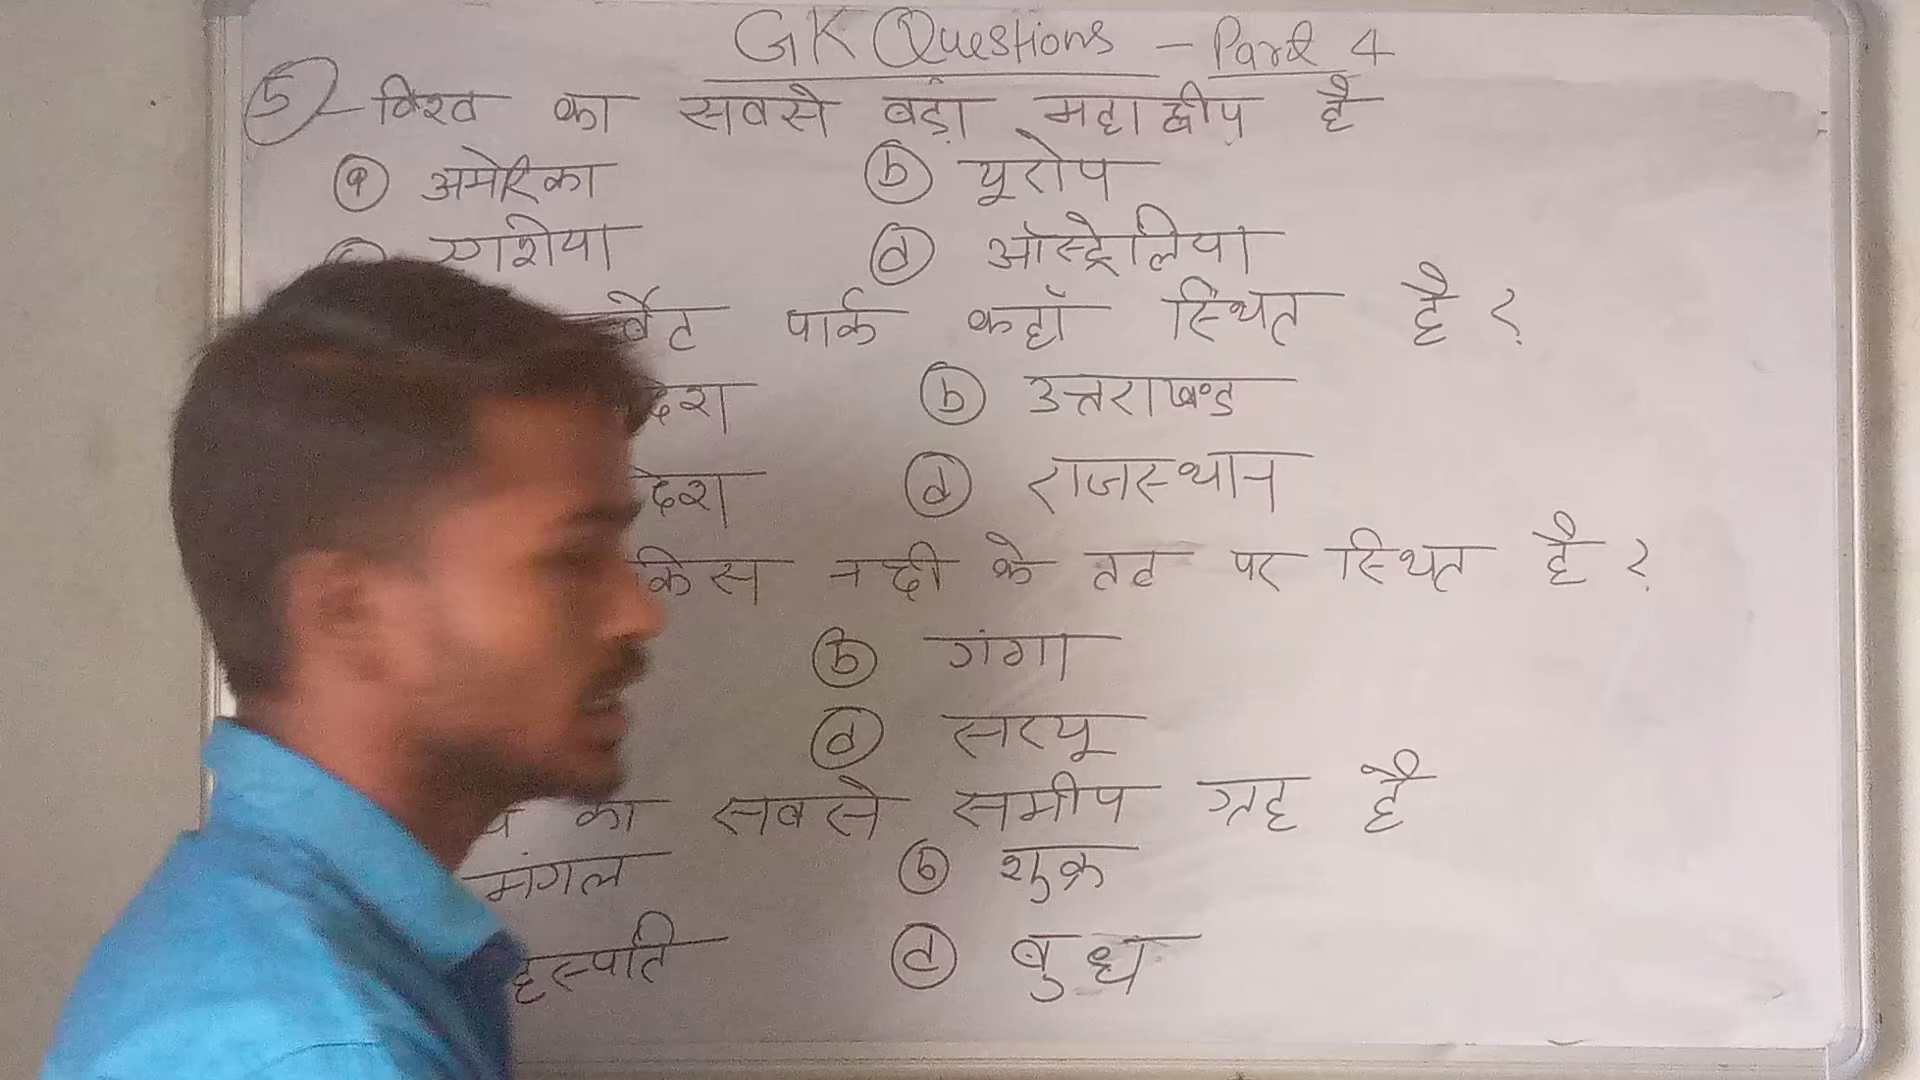 GK Questions - Part 4
5 - विश्व का सबसे बड़ा महाद्वीप है
a अमेरिका b यूरोप
एशिया d ऑस्ट्रेलिया
पार्क कहाँ स्थित है ?
b उत्तराखण्ड
d राजस्थान
किस नदी के तट पर स्थित है ?
b गंगा
d सरयू
का सबसे समीप ग्रह है
मंगल b शुक्र
d बुध